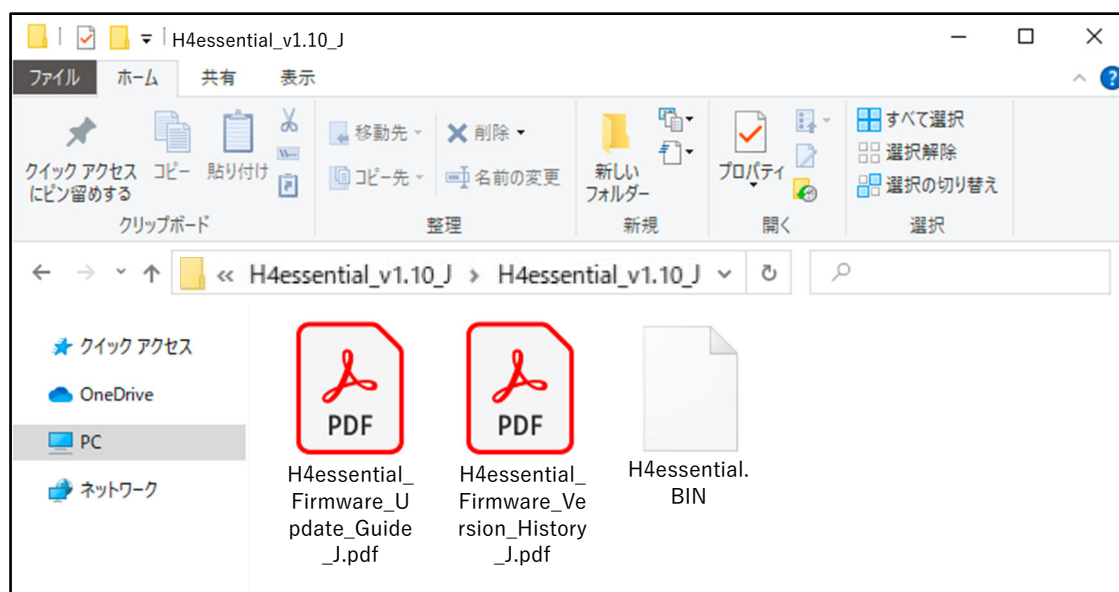 H4essential_v1.10_J
ファイル ホーム 共有 表示
クイック アクセス
にピン留めする
コピー
貼り付け
クリップボード
移動先
コピー先
削除
名前の変更
整理
新しい
フォルダー
新規
プロパティ
開く
すべて選択
選択解除
選択の切り替え
選択
« H4essential_v1.10_J › H4essential_v1.10_J
クイック アクセス
OneDrive
PC
ネットワーク
PDF
H4essential_
Firmware_U
pdate_Guide
_J.pdf
PDF
H4essential_
Firmware_Ve
rsion_History
_J.pdf
H4essential.
BIN